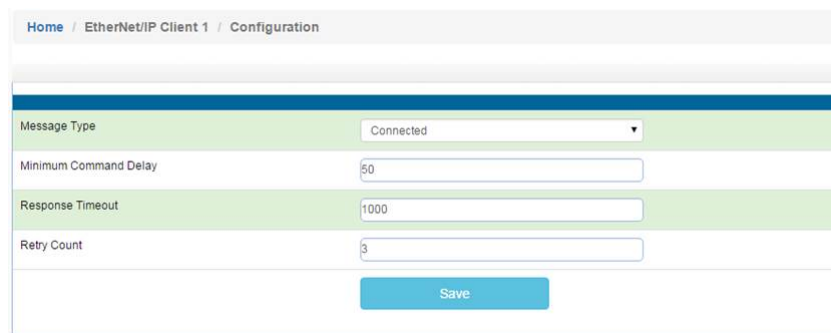 Home / EtherNet/IP Client 1 / Configuration
Message Type Connected
Minimum Command Delay 50
Response Timeout 1000
Retry Count 3
Save